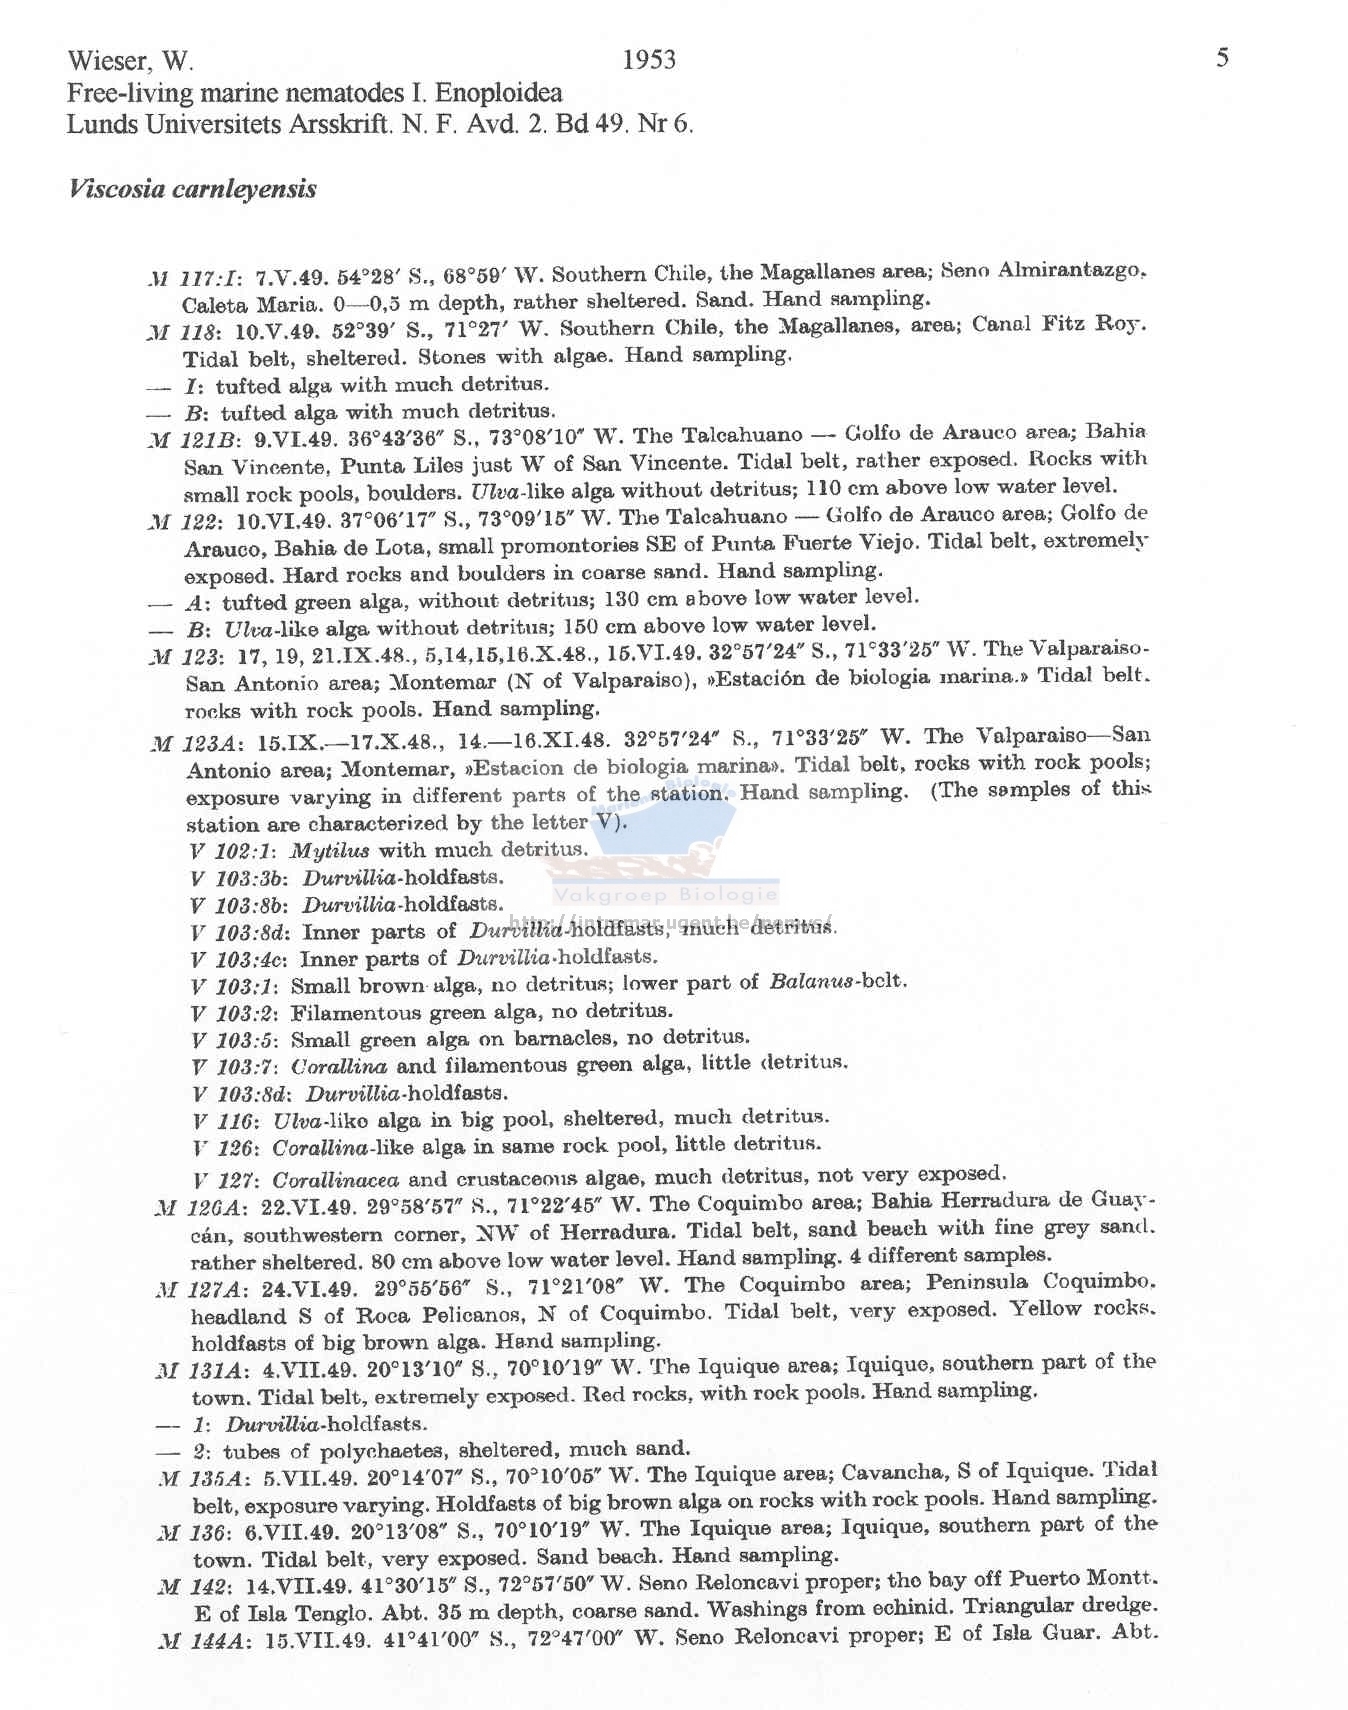 Wieser, W. 1953 5
Free-living marine nematodes I. Enoploidea
Lunds Universitets Arsskrift. N. F. Avd. 2. Bd 49. Nr 6.
Viscosia carnleyensis
M 117:I: 7.V.49. 54°28′ S., 68°59′ W. Southern Chile, the Magallanes area; Seno Almirantazgo,
Caleta Maria. 0—0,5 m depth, rather sheltered. Sand. Hand sampling.
M 118: 10.V.49. 52°39′ S., 71°27′ W. Southern Chile, the Magallanes, area; Canal Fitz Roy.
Tidal belt, sheltered. Stones with algae. Hand sampling.
— I: tufted alga with much detritus.
— B: tufted alga with much detritus.
M 121B: 9.VI.49. 36°43′36″ S., 73°08′10″ W. The Talcahuano — Golfo de Arauco area; Bahia
San Vincente, Punta Liles just W of San Vincente. Tidal belt, rather exposed. Rocks with
small rock pools, boulders. Ulva-like alga without detritus; 110 cm above low water level.
M 122: 10.VI.49. 37°06′17″ S., 73°09′15″ W. The Talcahuano — Golfo de Arauco area; Golfo de
Arauco, Bahia de Lota, small promontories SE of Punta Fuerte Viejo. Tidal belt, extremely
exposed. Hard rocks and boulders in coarse sand. Hand sampling.
— A: tufted green alga, without detritus; 130 cm above low water level.
— B: Ulva-like alga without detritus; 150 cm above low water level.
M 123: 17, 19, 21.IX.48., 5,14,15,16.X.48., 15.VI.49. 32°57′24″ S., 71°33′25″ W. The Valparaiso-
San Antonio area; Montemar (N of Valparaiso), »Estación de biologia marina.» Tidal belt.
rocks with rock pools. Hand sampling.
M 123A: 15.IX.—17.X.48., 14.—16.XI.48. 32°57′24″ S., 71°33′25″ W. The Valparaiso—San
Antonio area; Montemar, »Estacion de biologia marina». Tidal belt, rocks with rock pools;
exposure varying in different parts of the station. Hand sampling. (The samples of this
station are characterized by the letter V).
V 102:1: Mytilus with much detritus.
V 103:3b: Durvillia-holdfasts.
Vakgroep Biologie
V 103:8b: Durvillia-holdfasts.
http://intramar.ugent.be/nemys/
V 103:8d: Inner parts of Durvillia-holdfasts, much detritus.
V 103:4c: Inner parts of Durvillia-holdfasts.
V 103:1: Small brown alga, no detritus; lower part of Balanus-belt.
V 103:2: Filamentous green alga, no detritus.
V 103:5: Small green alga on barnacles, no detritus.
V 103:7: Corallina and filamentous green alga, little detritus.
V 103:8d: Durvillia-holdfasts.
V 116: Ulva-like alga in big pool, sheltered, much detritus.
V 126: Corallina-like alga in same rock pool, little detritus.
V 127: Corallinacea and crustaceous algae, much detritus, not very exposed.
M 126A: 22.VI.49. 29°58′57″ S., 71°22′45″ W. The Coquimbo area; Bahia Herradura de Guay-
cán, southwestern corner, NW of Herradura. Tidal belt, sand beach with fine grey sand.
rather sheltered. 80 cm above low water level. Hand sampling. 4 different samples.
M 127A: 24.VI.49. 29°55′56″ S., 71°21′08″ W. The Coquimbo area; Peninsula Coquimbo,
headland S of Roca Pelicanos, N of Coquimbo. Tidal belt, very exposed. Yellow rocks.
holdfasts of big brown alga. Hand sampling.
M 131A: 4.VII.49. 20°13′10″ S., 70°10′19″ W. The Iquique area; Iquique, southern part of the
town. Tidal belt, extremely exposed. Red rocks, with rock pools. Hand sampling.
— 1: Durvillia-holdfasts.
— 2: tubes of polychaetes, sheltered, much sand.
M 135A: 5.VII.49. 20°14′07″ S., 70°10′05″ W. The Iquique area; Cavancha, S of Iquique. Tidal
belt, exposure varying. Holdfasts of big brown alga on rocks with rock pools. Hand sampling.
M 136: 6.VII.49. 20°13′08″ S., 70°10′19″ W. The Iquique area; Iquique, southern part of the
town. Tidal belt, very exposed. Sand beach. Hand sampling.
M 142: 14.VII.49. 41°30′15″ S., 72°57′50″ W. Seno Reloncavi proper; the bay off Puerto Montt.
E of Isla Tenglo. Abt. 35 m depth, coarse sand. Washings from echinid. Triangular dredge.
M 144A: 15.VII.49. 41°41′00″ S., 72°47′00″ W. Seno Reloncavi proper; E of Isla Guar. Abt.